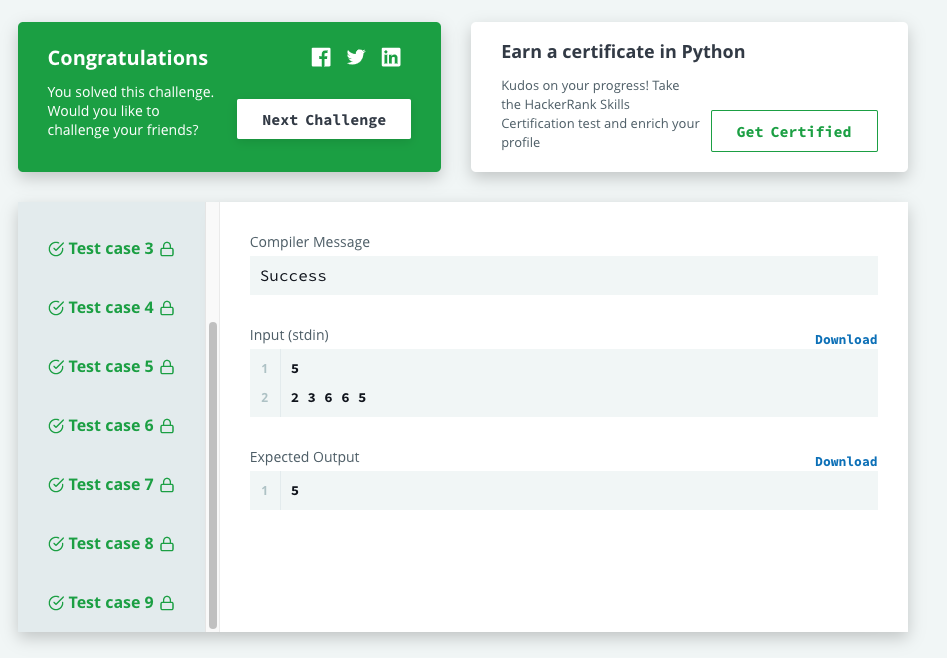 Congratulations
You solved this challenge.
Would you like to
challenge your friends?
Next Challenge
Earn a certificate in Python
Kudos on your progress! Take
the HackerRank Skills
Certification test and enrich your
profile
Get Certified
Test case 3
Test case 4
Test case 5
Test case 6
Test case 7
Test case 8
Test case 9
Compiler Message
Success
Input (stdin)
Download
1 5
2 2 3 6 6 5
Expected Output
Download
1 5